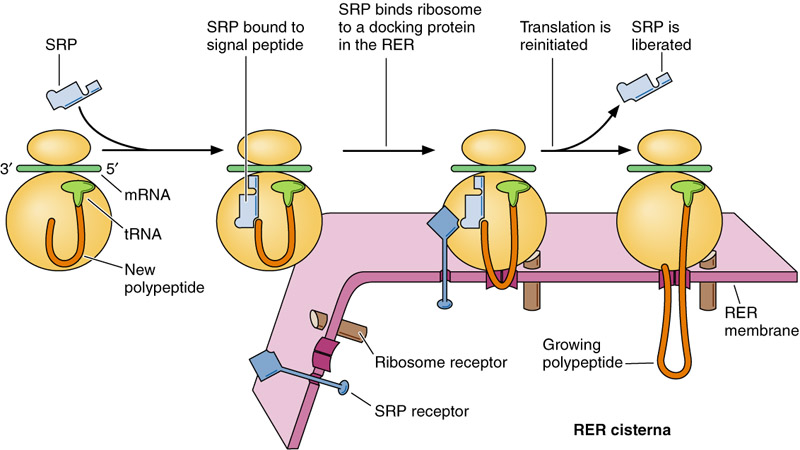 SRP
SRP bound to
signal peptide
SRP binds ribosome
to a docking protein
in the RER
Translation is
reinitiated
SRP is
liberated
3′
5′
mRNA
tRNA
New
polypeptide
Ribosome receptor
SRP receptor
Growing
polypeptide
RER
membrane
RER cisterna